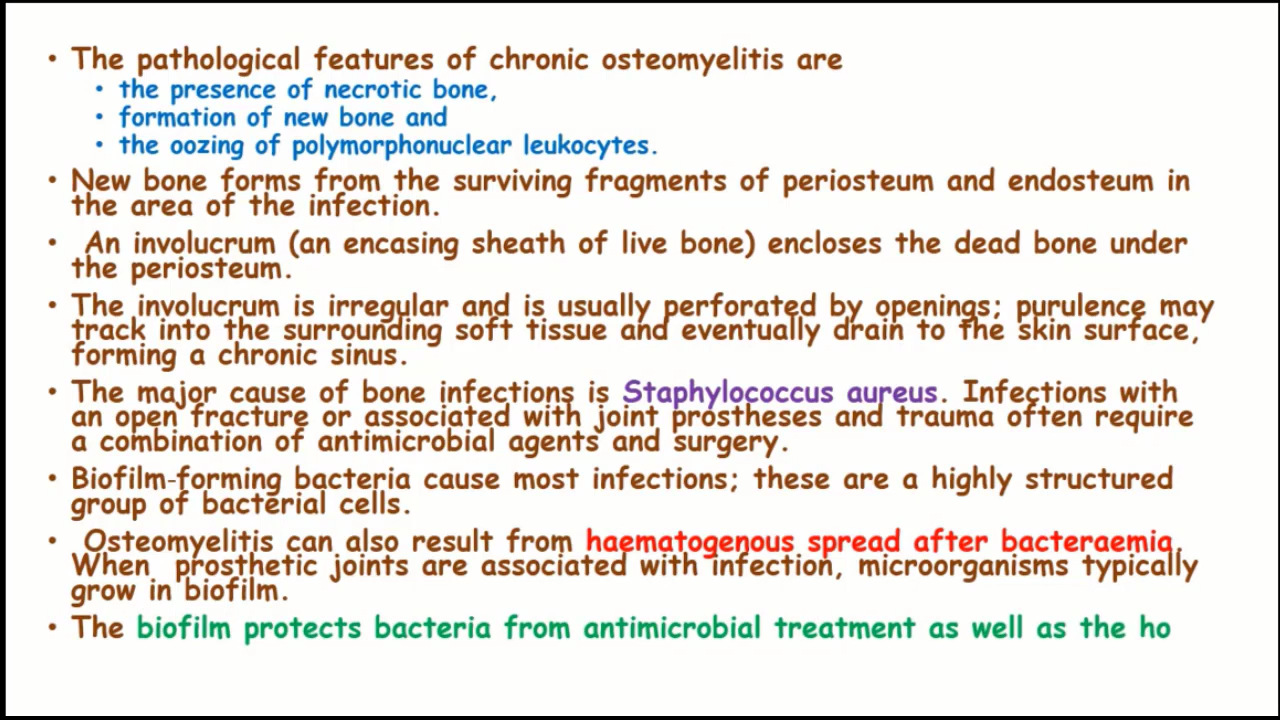 • The pathological features of chronic osteomyelitis are
• the presence of necrotic bone,
• formation of new bone and
• the oozing of polymorphonuclear leukocytes.
• New bone forms from the surviving fragments of periosteum and endosteum in
the area of the infection.
• An involucrum (an encasing sheath of live bone) encloses the dead bone under
the periosteum.
• The involucrum is irregular and is usually perforated by openings; purulence may
track into the surrounding soft tissue and eventually drain to the skin surface,
forming a chronic sinus.
• The major cause of bone infections is Staphylococcus aureus. Infections with
an open fracture or associated with joint prostheses and trauma often require
a combination of antimicrobial agents and surgery.
• Biofilm-forming bacteria cause most infections; these are a highly structured
group of bacterial cells.
• Osteomyelitis can also result from haematogenous spread after bacteraemia.
When prosthetic joints are associated with infection, microorganisms typically
grow in biofilm.
• The biofilm protects bacteria from antimicrobial treatment as well as the ho